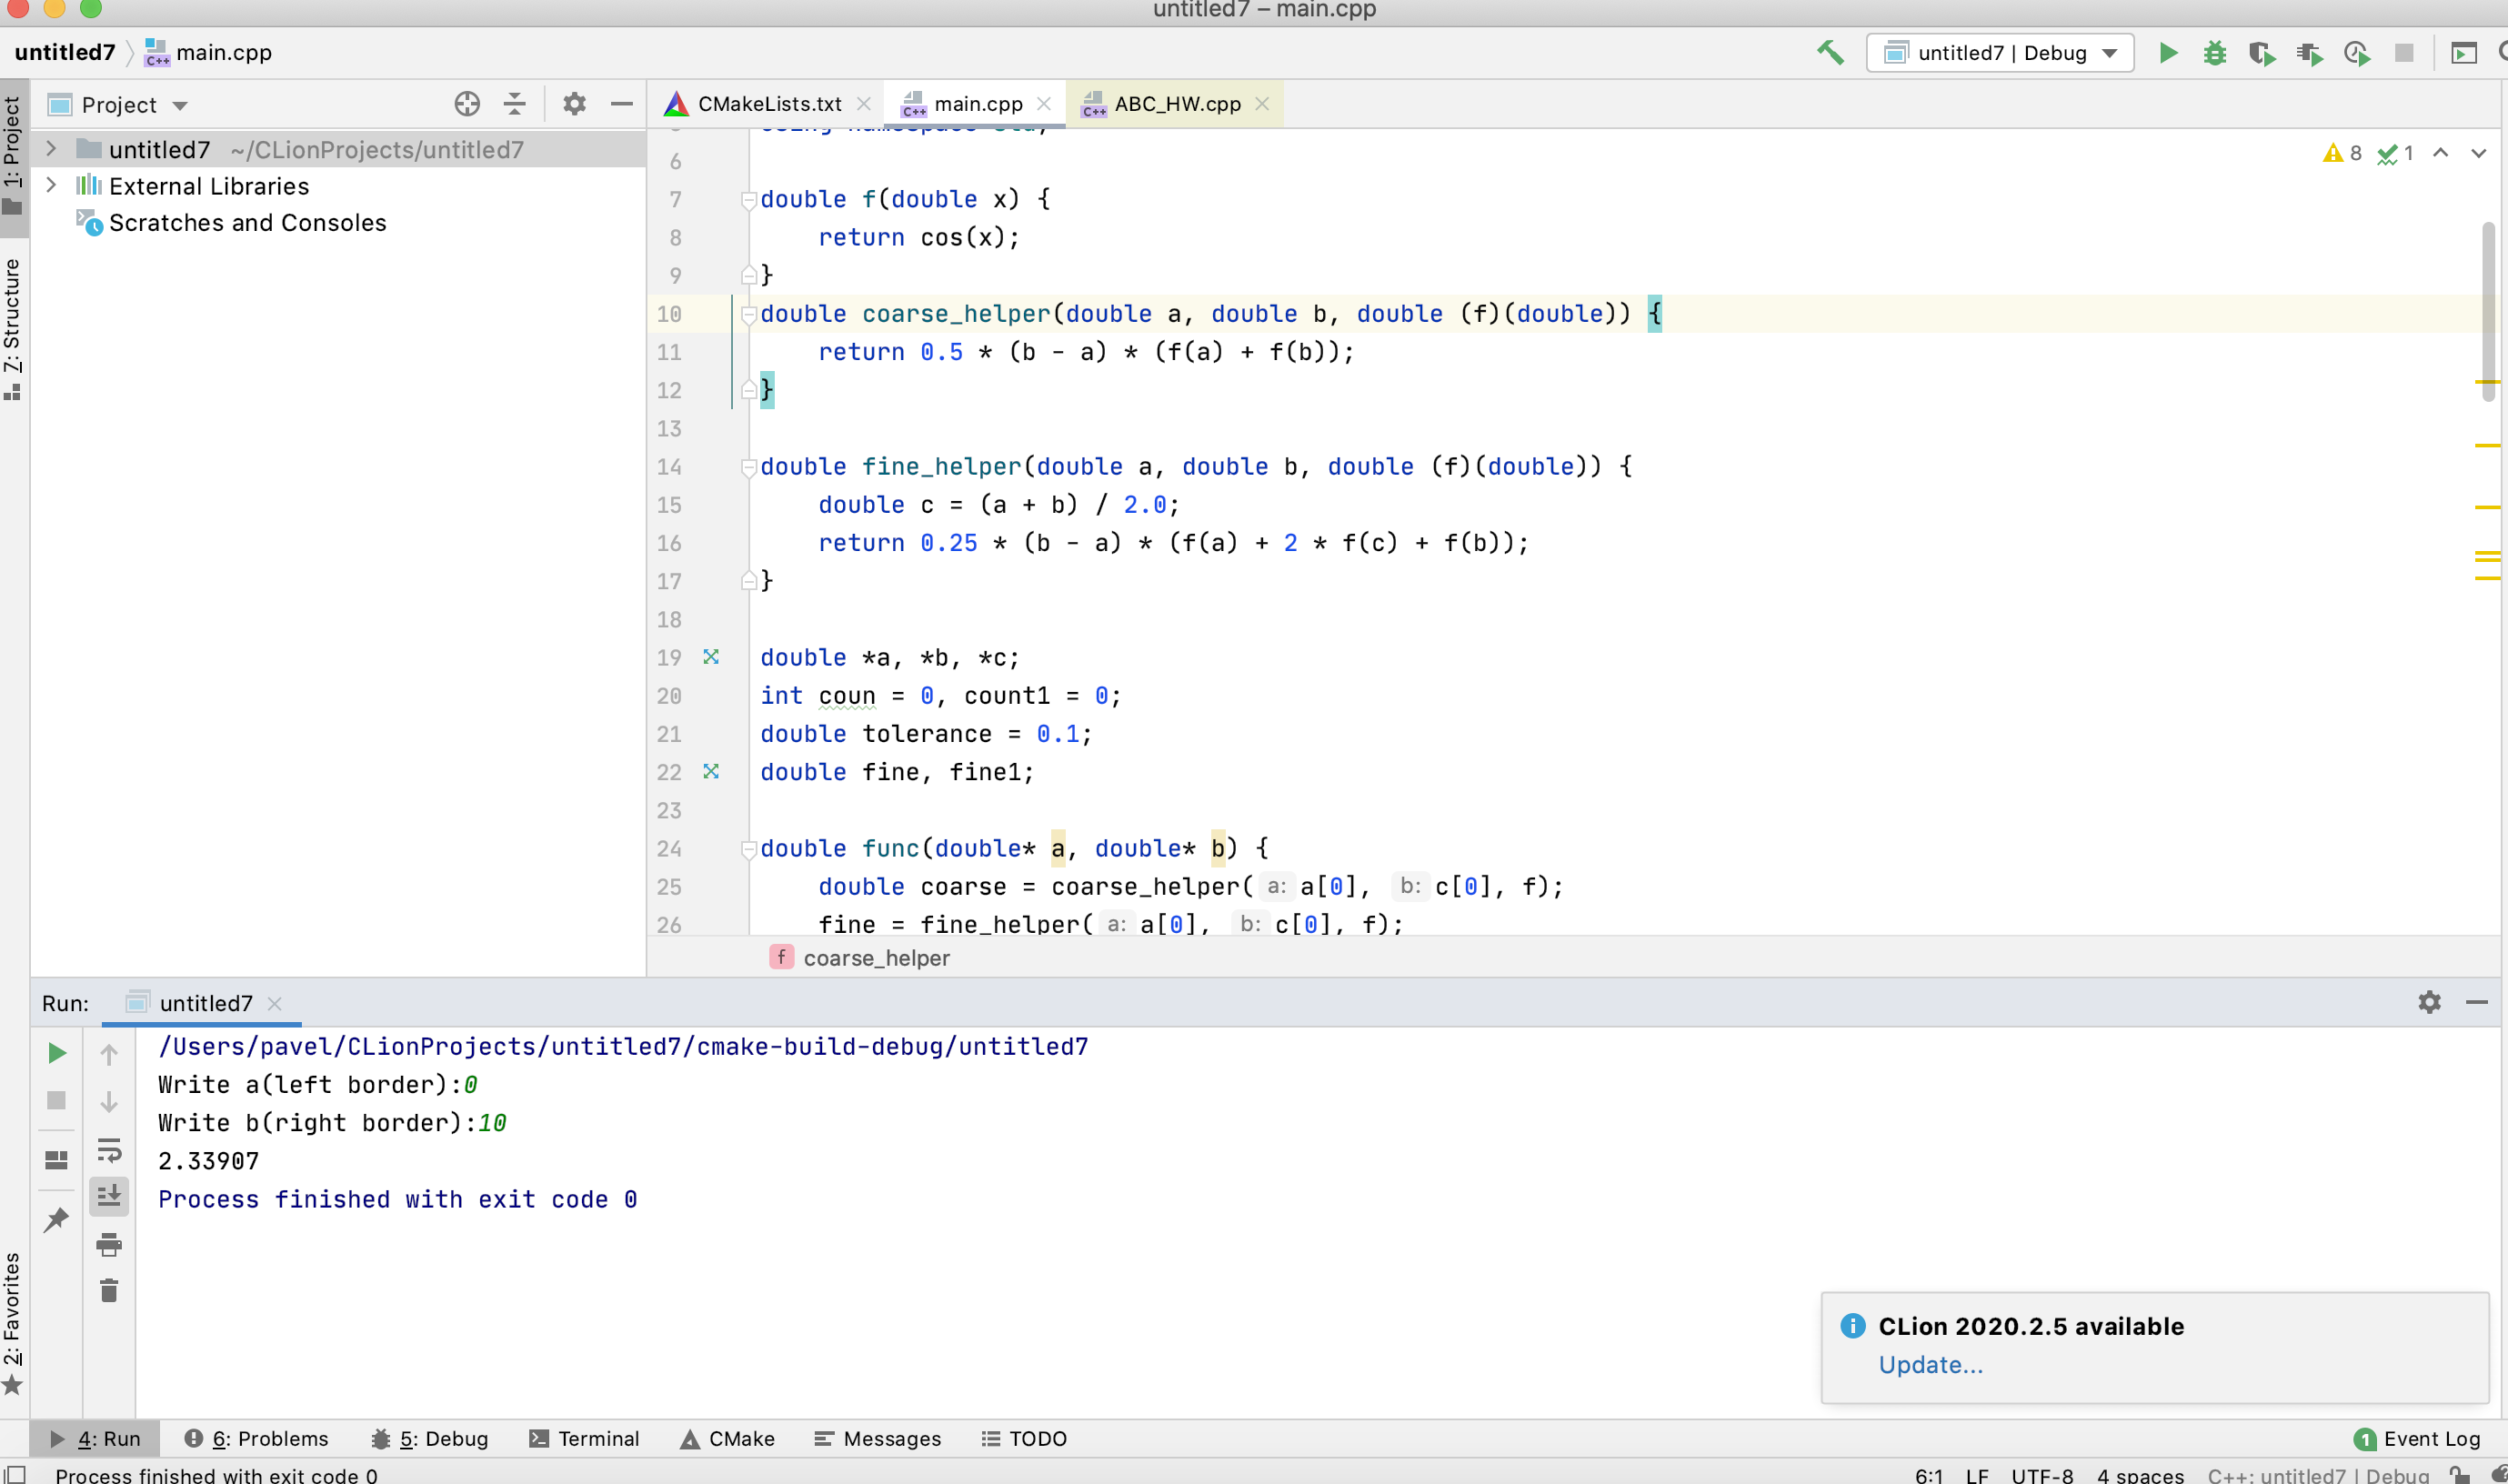 untitled7 – main.cpp
untitled7 main.cpp
untitled7 | Debug
1: Project
7: Structure
2: Favorites
Project
untitled7 ~/CLionProjects/untitled7
External Libraries
Scratches and Consoles
CMakeLists.txt
main.cpp
ABC_HW.cpp
8 1
6
7 double f(double x) {
8 return cos(x);
9 }
10 double coarse_helper(double a, double b, double (f)(double)) {
11 return 0.5 * (b - a) * (f(a) + f(b));
12 }
13
14 double fine_helper(double a, double b, double (f)(double)) {
15 double c = (a + b) / 2.0;
16 return 0.25 * (b - a) * (f(a) + 2 * f(c) + f(b));
17 }
18
19 double *a, *b, *c;
20 int coun = 0, count1 = 0;
21 double tolerance = 0.1;
22 double fine, fine1;
23
24 double func(double* a, double* b) {
25 double coarse = coarse_helper( a: a[0], b: c[0], f);
26 fine = fine_helper( a: a[0], b: c[0], f);
f coarse_helper
Run: untitled7
/Users/pavel/CLionProjects/untitled7/cmake-build-debug/untitled7
Write a(left border):0
Write b(right border):10
2.33907
Process finished with exit code 0
CLion 2020.2.5 available
Update...
4: Run 6: Problems 5: Debug Terminal CMake Messages TODO 1 Event Log
Process finished with exit code 0 6:1 LF UTF-8 4 spaces C++: untitled7 | Debug